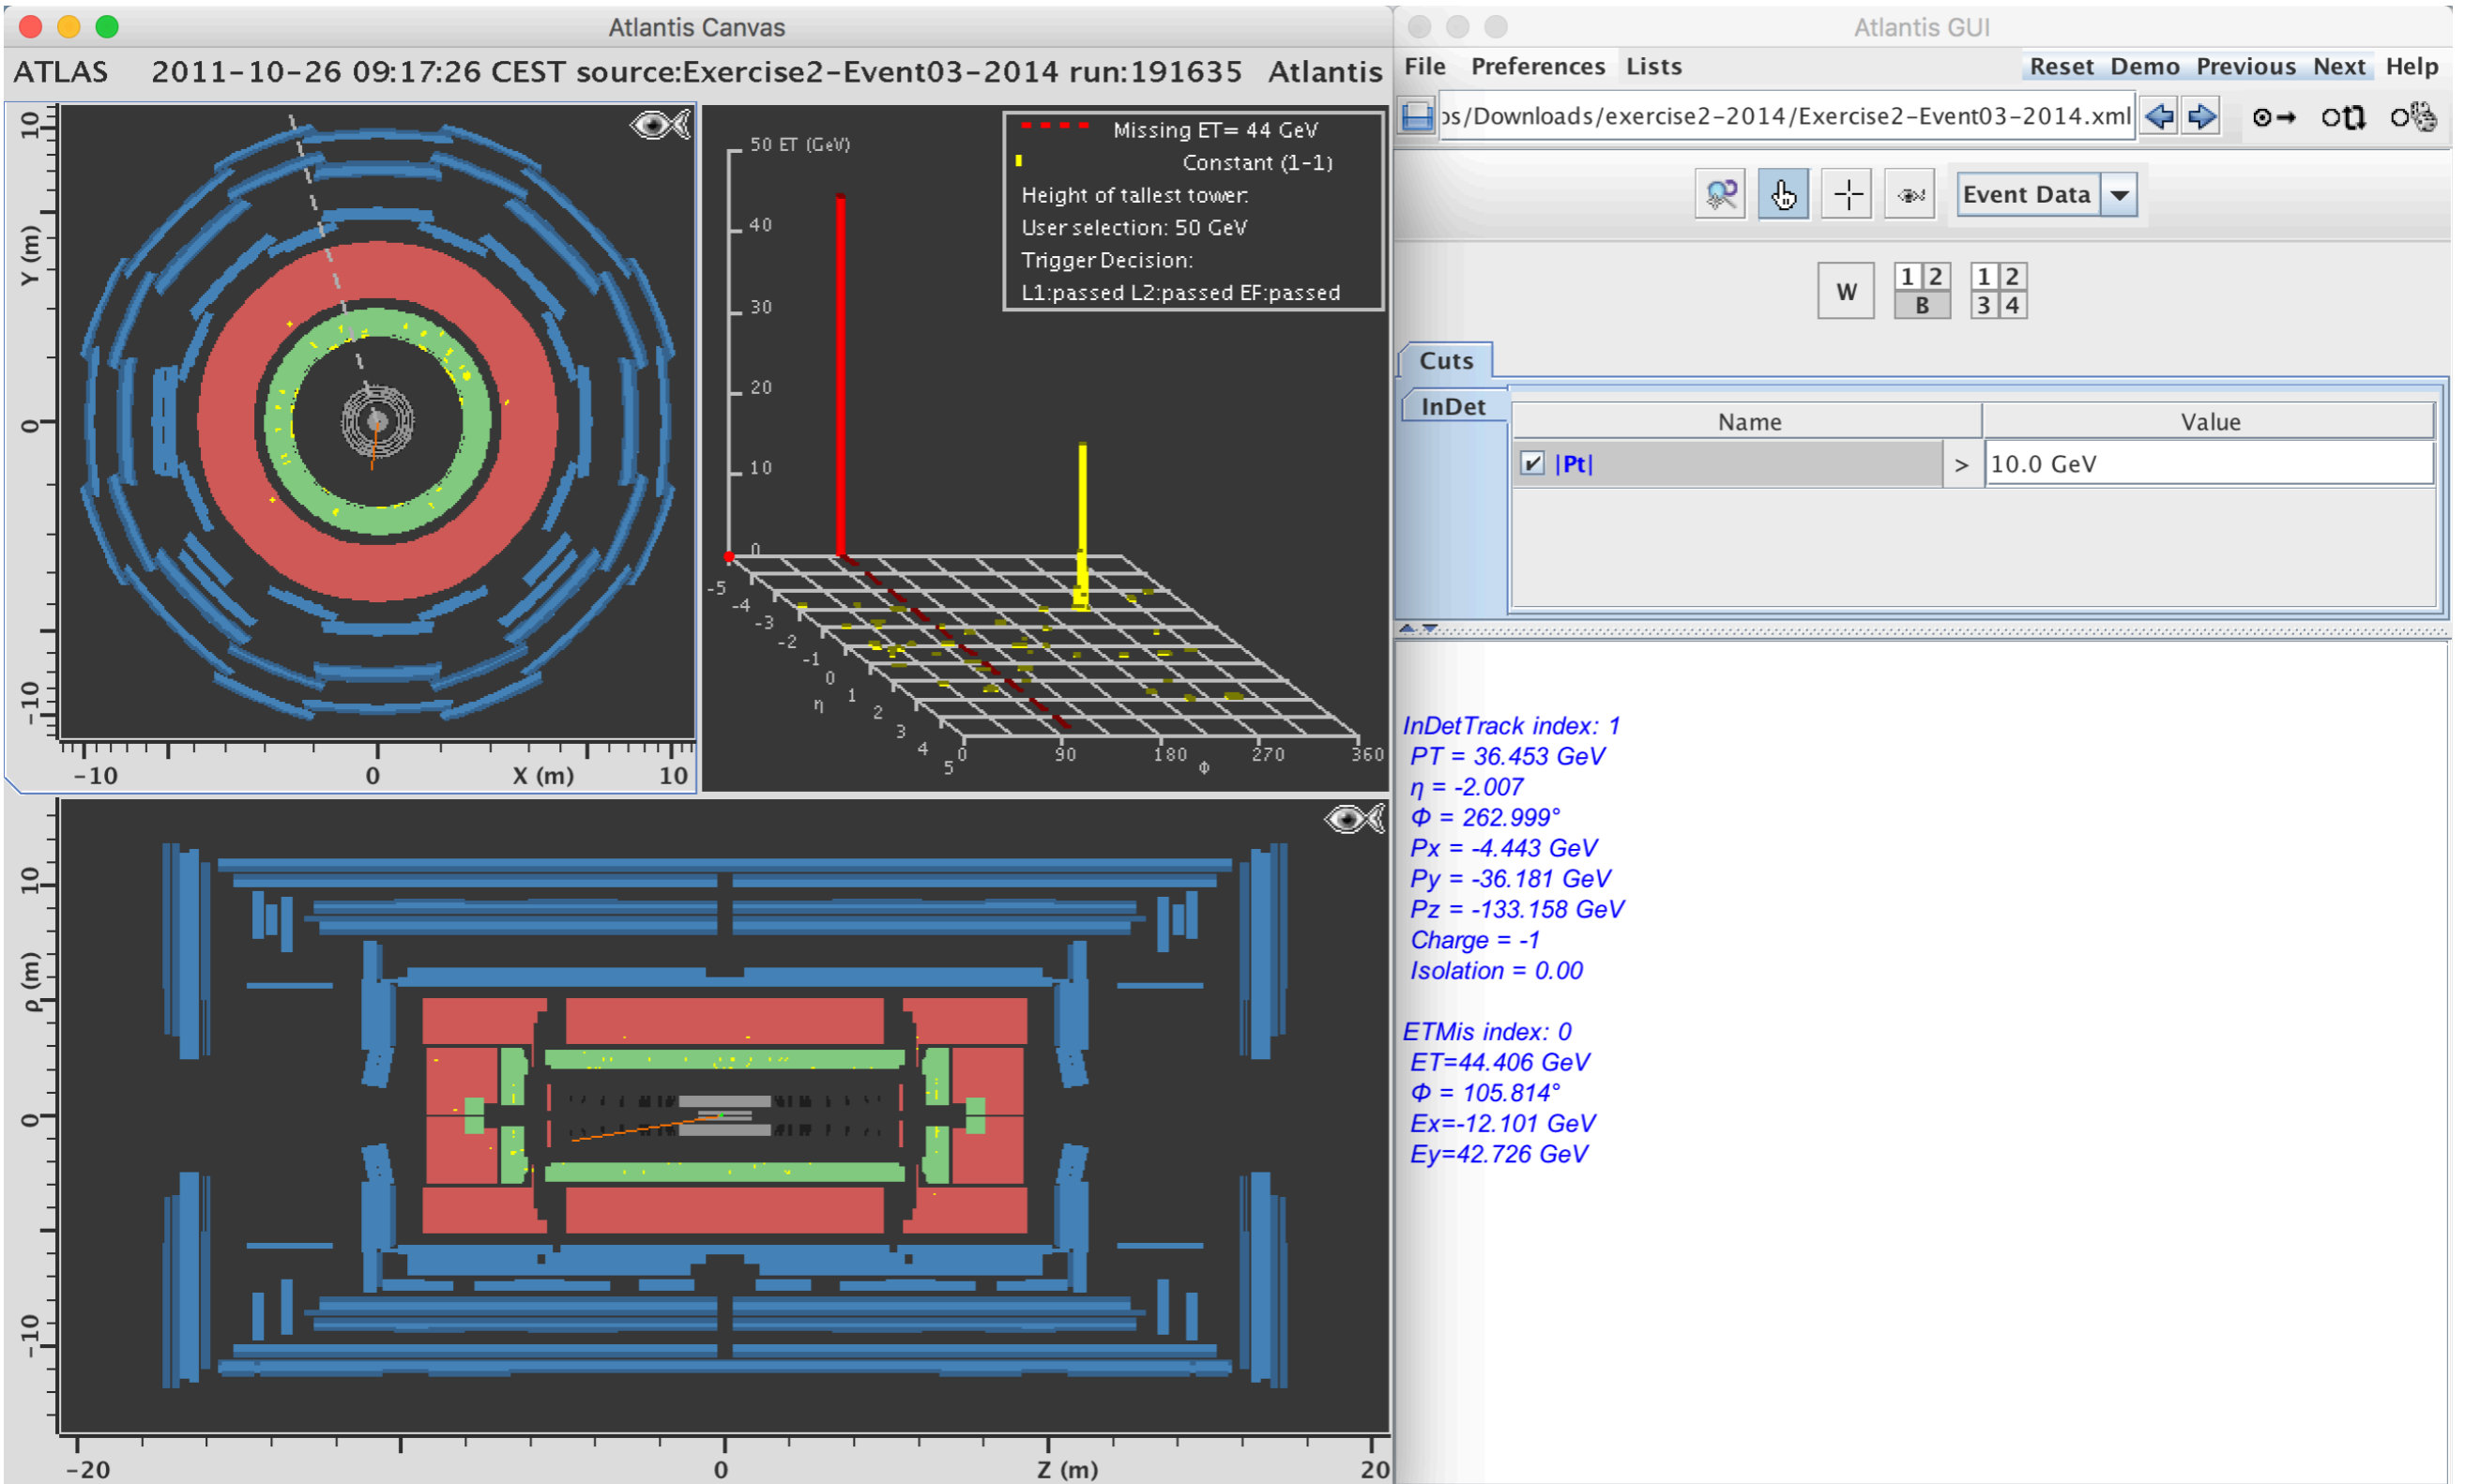 Atlantis Canvas
ATLAS 2011-10-26 09:17:26 CEST source:Exercise2-Event03-2014 run:191635 Atlantis
10
Y (m)
0
-10
-10 0 X (m) 10
50 ET (GeV)
40
30
20
10
0
Missing ET= 44 GeV
Constant (1-1)
Height of tallest tower:
User selection: 50 GeV
Trigger Decision:
L1:passed L2:passed EF:passed
-5
-4
-3
-2
-1
0
η 1
2
3
4
5
0 90 180 Φ 270 360
10
ρ (m)
0
-10
-20 0 Z (m) 20
Atlantis GUI
File Preferences Lists Reset Demo Previous Next Help
os/Downloads/exercise2-2014/Exercise2-Event03-2014.xml
Event Data
W 1 2 1 2
B 3 4
Cuts
InDet
Name Value
|Pt| > 10.0 GeV
InDetTrack index: 1
PT = 36.453 GeV
η = -2.007
Φ = 262.999°
Px = -4.443 GeV
Py = -36.181 GeV
Pz = -133.158 GeV
Charge = -1
Isolation = 0.00
ETMis index: 0
ET=44.406 GeV
Φ = 105.814°
Ex=-12.101 GeV
Ey=42.726 GeV